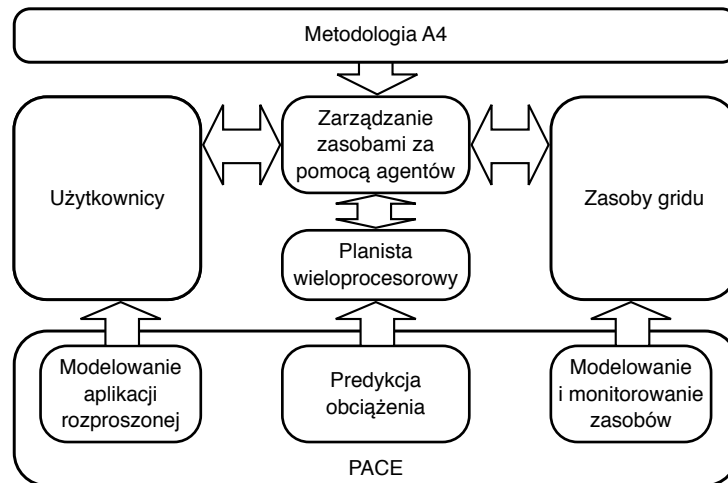 Metodologia A4
Użytkownicy
Zarządzanie
zasobami za
pomocą agentów
Zasoby gridu
Planista
wieloprocesorowy
Modelowanie
aplikacji
rozproszonej
Predykcja
obciążenia
Modelowanie
i monitorowanie
zasobów
PACE